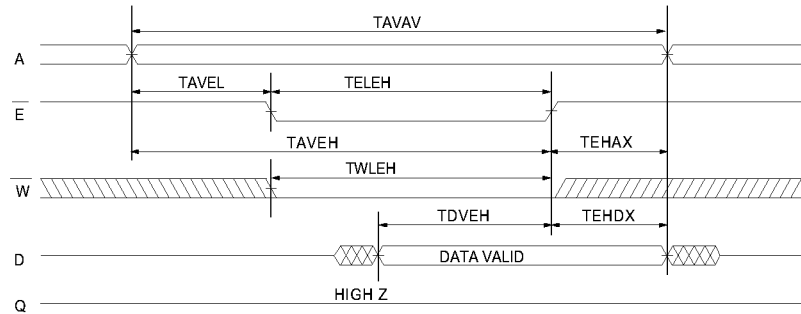 TAVAV
A
TAVEL TELEH
E
TAVEH TEHAX
TWLEH
W
TDVEH TEHDX
D DATA VALID
HIGH Z
Q